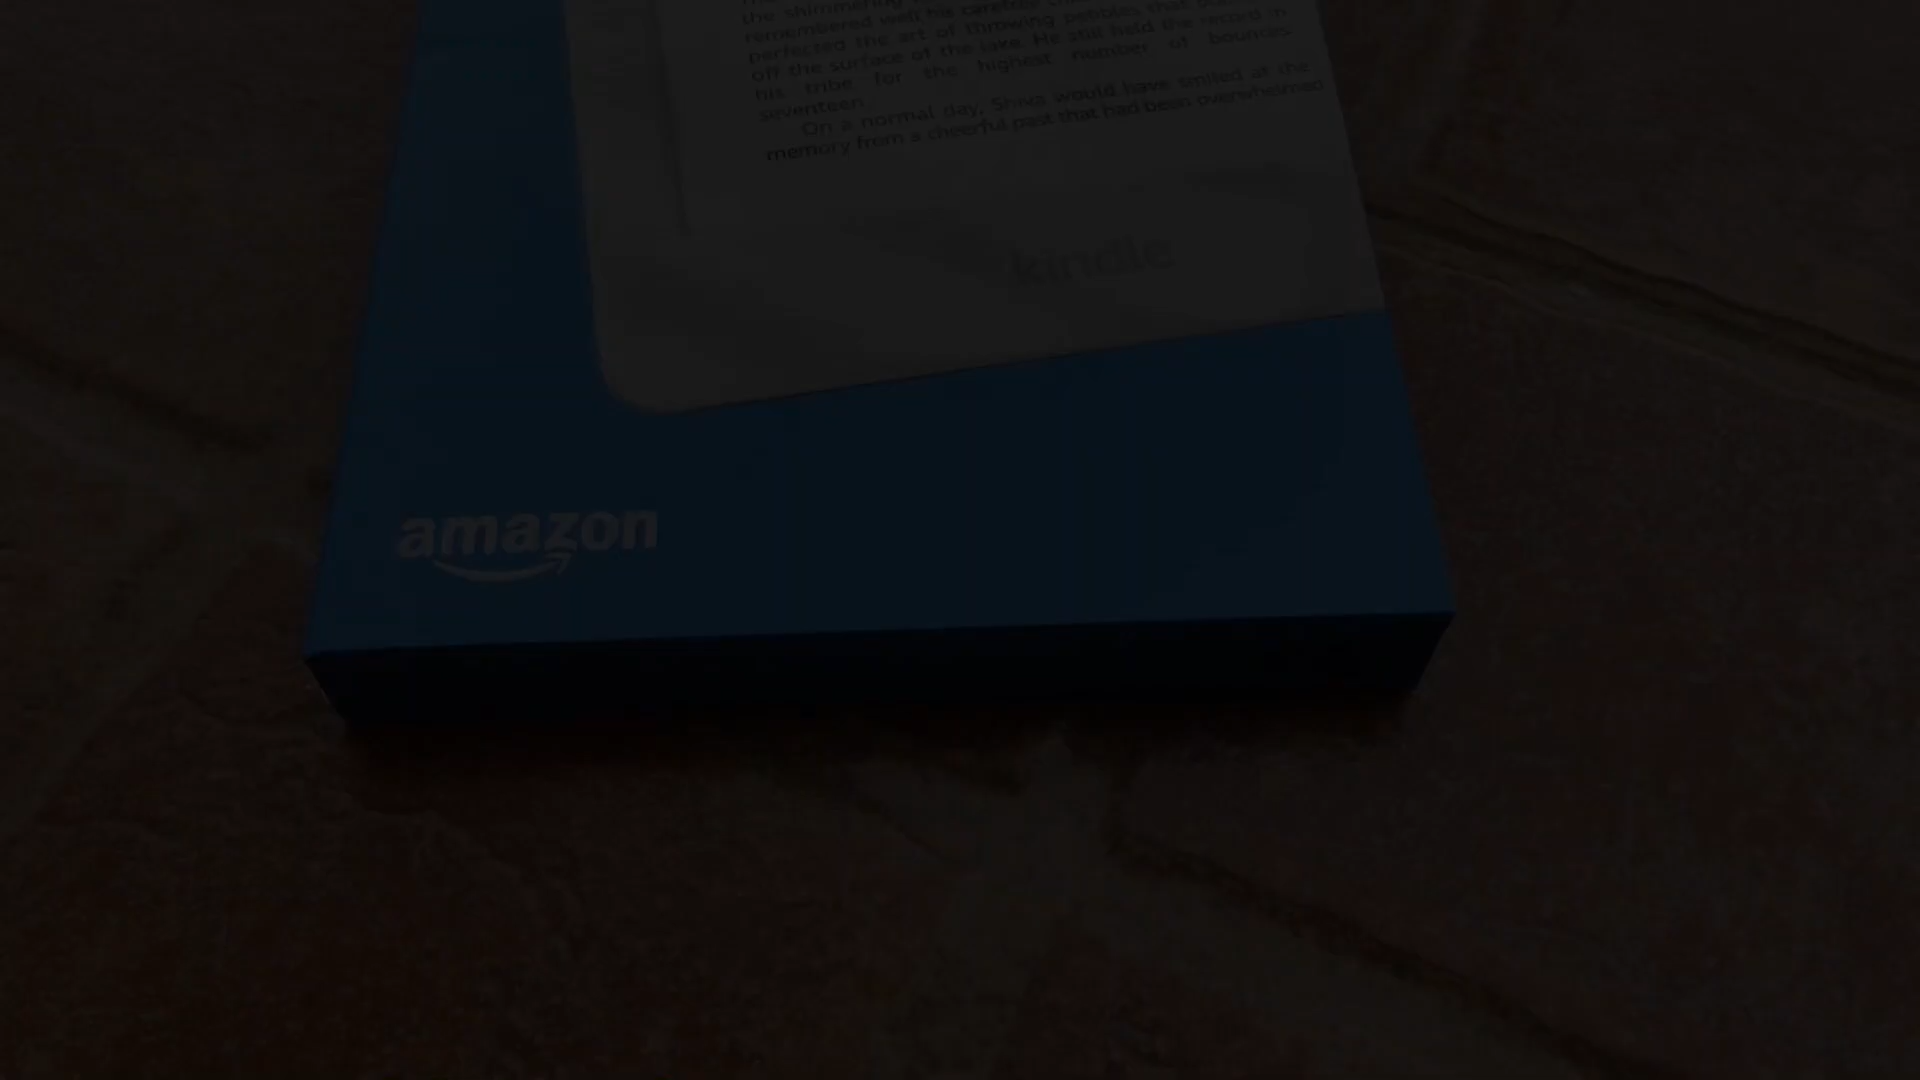 the shimmering
remembered well his carefree
perfected the art of throwing pebbles that
off the surface of the lake. He still held the record in
his tribe for the highest number of bounces:
seventeen.
On a normal day, Shiva would have smiled at the
memory from a cheerful past that had been overwhelmed
kindle
amazon